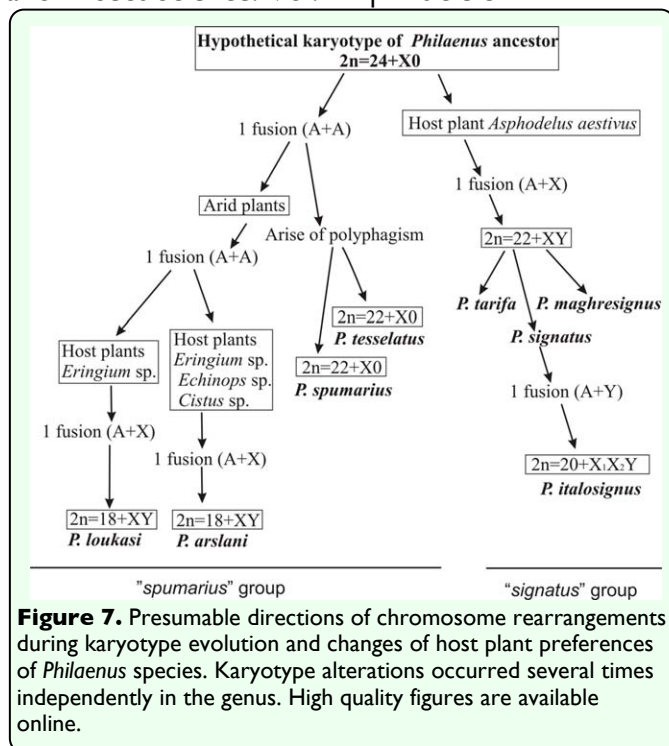 Hypothetical karyotype of Philaenus ancestor
2n=24+X0
1 fusion (A+A)
Host plant Asphodelus aestivus
Arid plants
1 fusion (A+X)
1 fusion (A+A)
Arise of polyphagism
2n=22+XY
P. tarifa
P. maghresignus
P. signatus
2n=22+X0
P. tesselatus
2n=22+X0
P. spumarius
Host plants
Eringium sp.
Host plants
Eringium sp.
Echinops sp.
Cistus sp.
1 fusion (A+Y)
1 fusion (A+X)
1 fusion (A+X)
2n=20+X₁X₂Y
P. italosignus
2n=18+XY
P. loukasi
2n=18+XY
P. arslani
"spumarius" group
"signatus" group
Figure 7. Presumable directions of chromosome rearrangements
during karyotype evolution and changes of host plant preferences
of Philaenus species. Karyotype alterations occurred several times
independently in the genus. High quality figures are available
online.